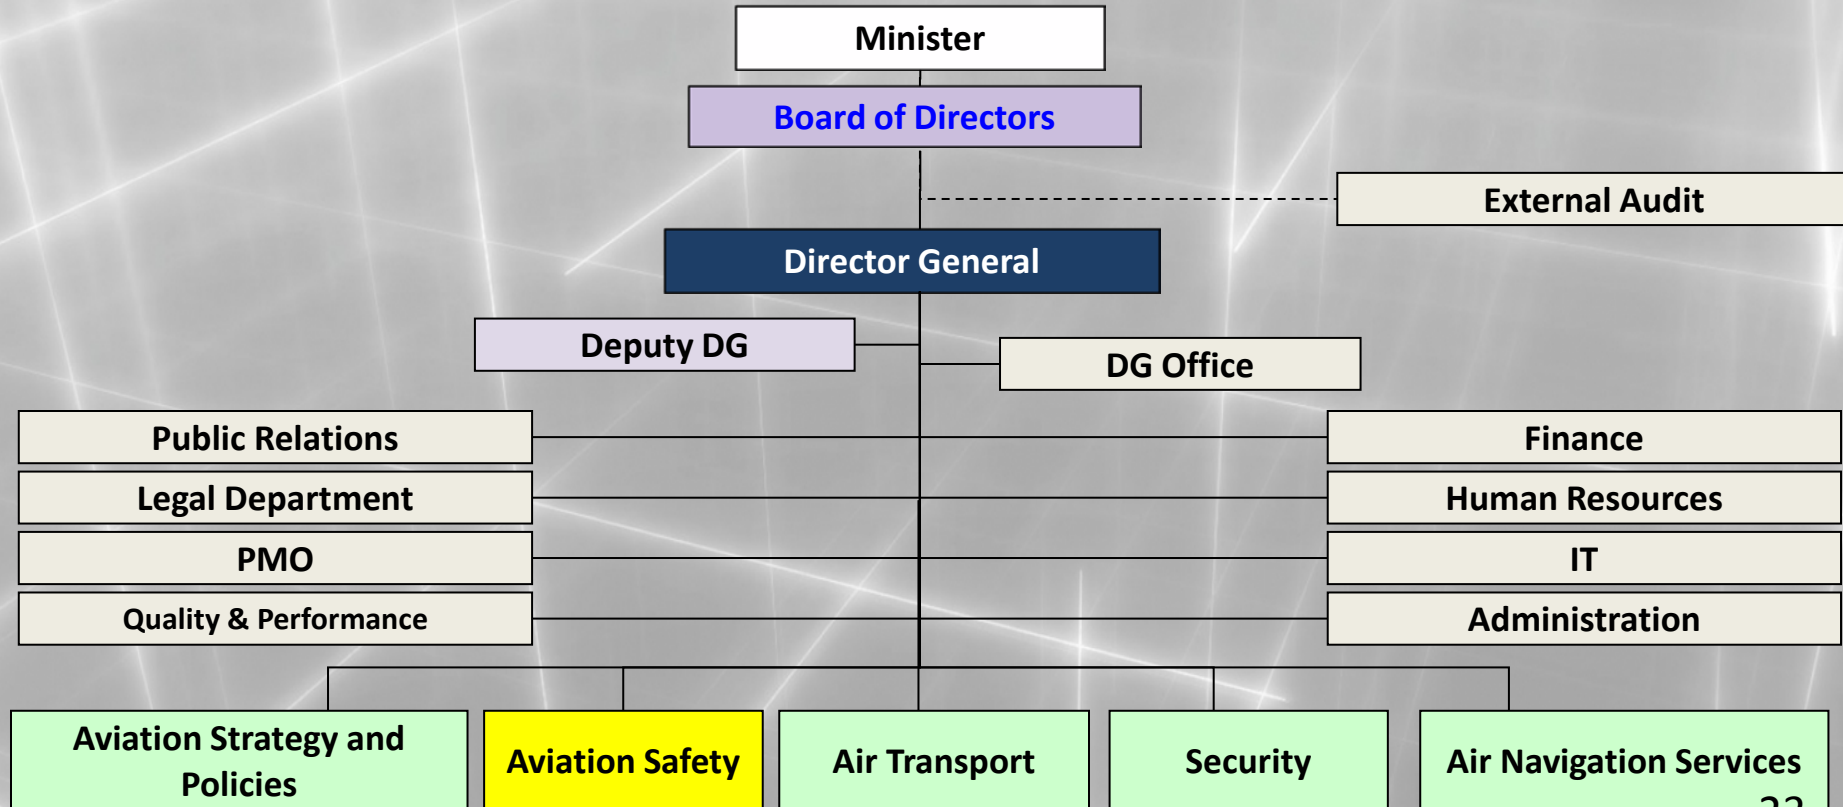 Minister
Board of Directors
External Audit
Director General
Deputy DG
DG Office
Public Relations
Finance
Legal Department
Human Resources
PMO
IT
Quality & Performance
Administration
Aviation Strategy and
Policies
Aviation Safety
Air Transport
Security
Air Navigation Services